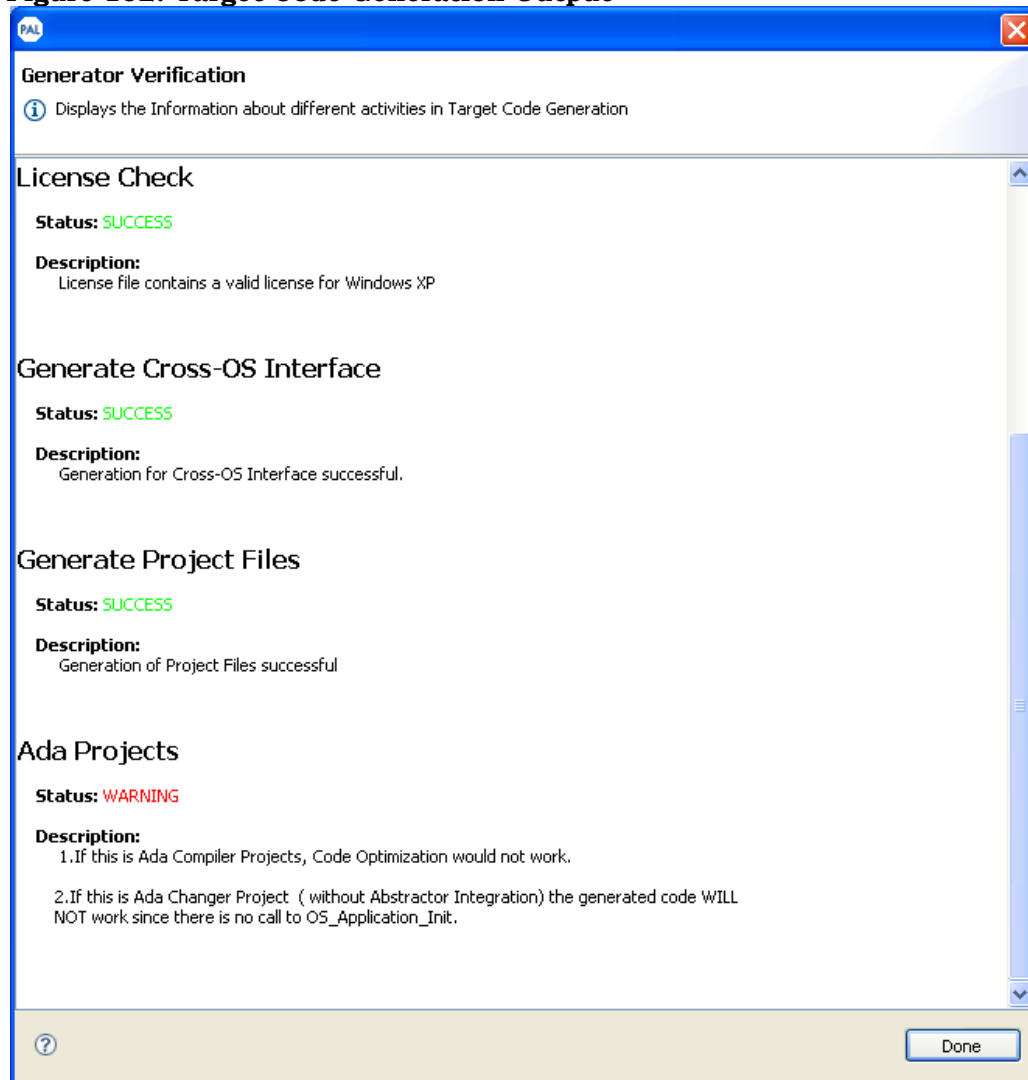 PAL
Generator Verification
Displays the Information about different activities in Target Code Generation
License Check
Status: SUCCESS
Description:
License file contains a valid license for Windows XP
Generate Cross-OS Interface
Status: SUCCESS
Description:
Generation for Cross-OS Interface successful.
Generate Project Files
Status: SUCCESS
Description:
Generation of Project Files successful
Ada Projects
Status: WARNING
Description:
1.If this is Ada Compiler Projects, Code Optimization would not work.
2.If this is Ada Changer Project ( without Abstractor Integration) the generated code WILL
NOT work since there is no call to OS_Application_Init.
Done